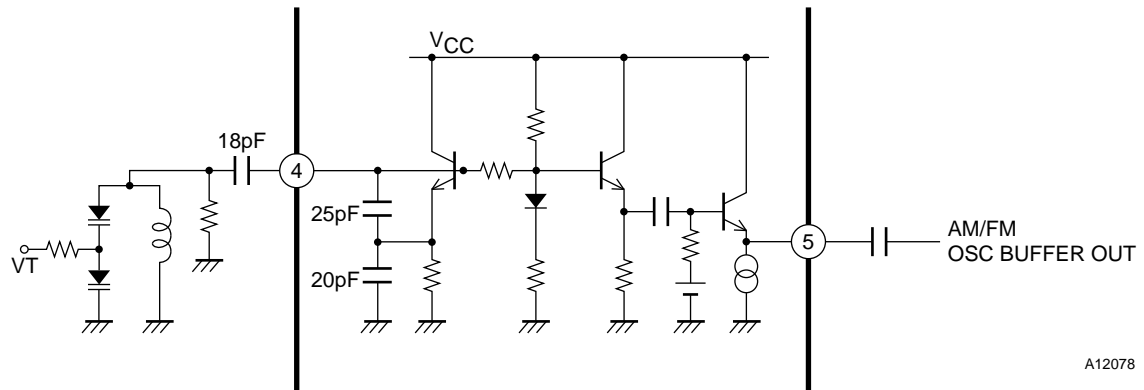 VCC
18pF
4
25pF
20pF
VT
5
AM/FM
OSC BUFFER OUT
A12078